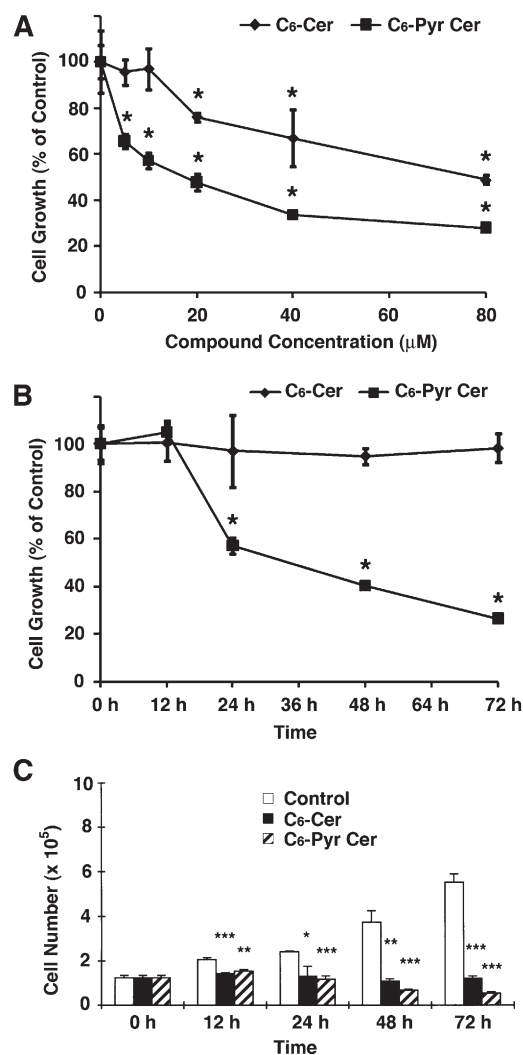 A
C6-Cer C6-Pyr Cer
Cell Growth (% of Control)
100
80
60
40
20
0
* * *
* * * * *
0 20 40 60 80
Compound Concentration (μM)
B
C6-Cer C6-Pyr Cer
Cell Growth (% of Control)
100
80
60
40
20
0
* * *
0 h 12 h 24 h 36 h 48 h 64 h 72 h
Time
C
Control
C6-Cer
C6-Pyr Cer
Cell Number (x 10⁵)
10
8
6
4
2
0
*** ** * *** ** *** *** ***
0 h 12 h 24 h 48 h 72 h
Time